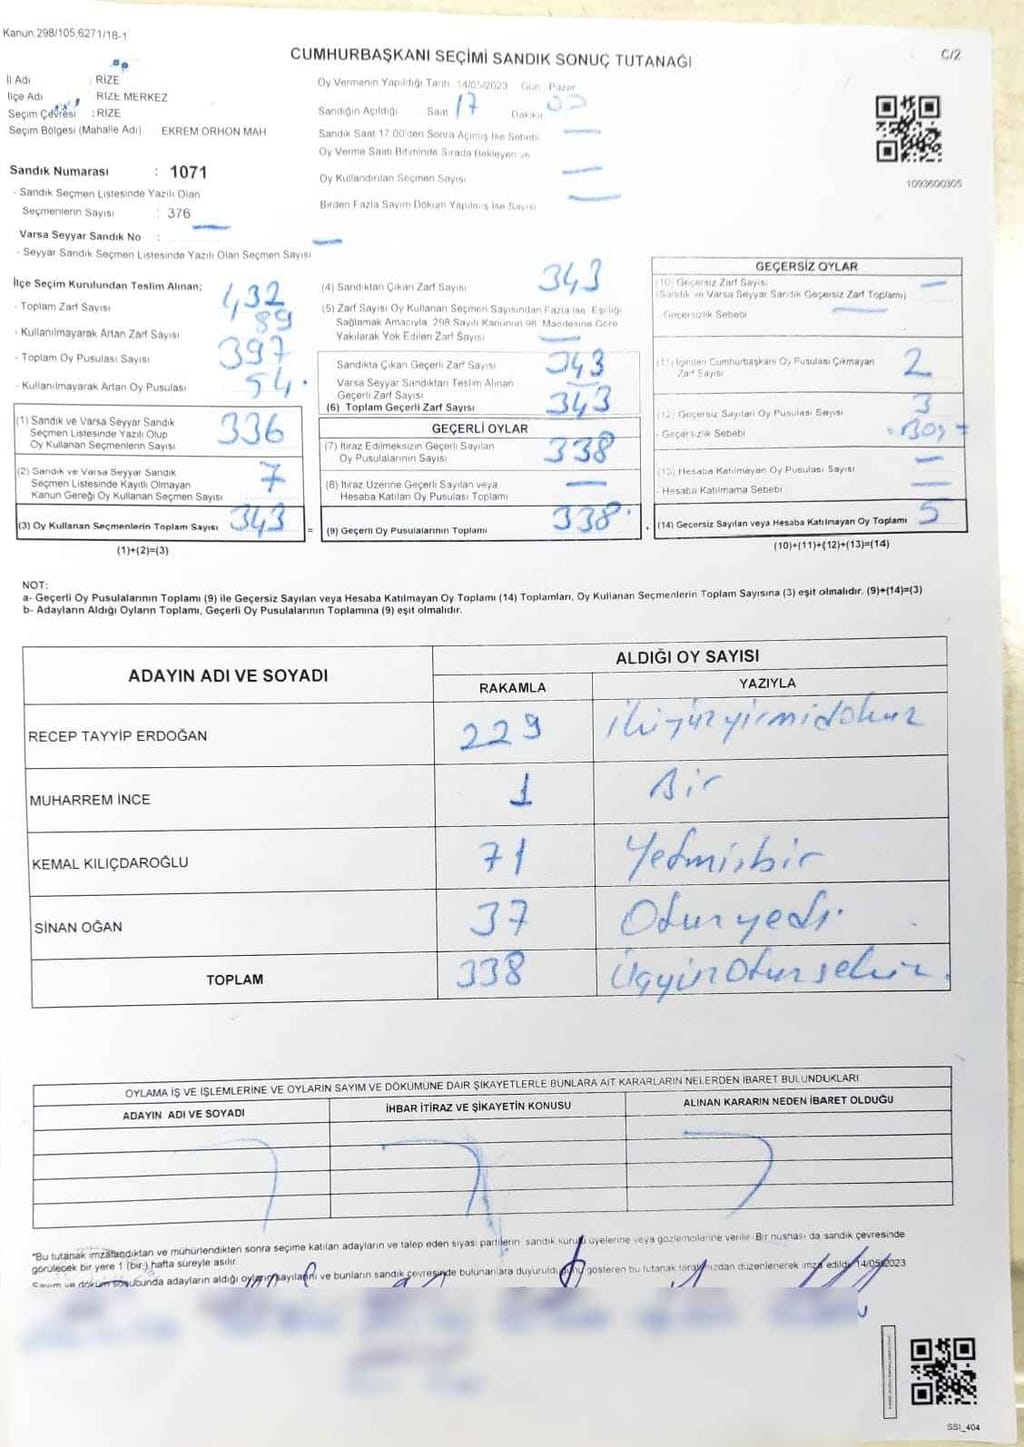 Kanun.298/105,6271/18-1
CUMHURBAŞKANI SEÇİMİ SANDIK SONUÇ TUTANAĞI
C/2
İl Adı : RİZE
İlçe Adı RİZE MERKEZ
Seçim Çevresi : RİZE
Seçim Bölgesi (Mahalle Adı) EKREM ORHON MAH
Sandık Numarası : 1071
- Sandık Seçmen Listesinde Yazılı Olan
Seçmenlerin Sayısı : 376
Varsa Seyyar Sandık No :
- Seyyar Sandık Seçmen Listesinde Yazılı Olan Seçmen Sayısı
Oy Vermenin Yapıldığı Tarih 14/05/2023 Gün Pazar
Sandığın Açıldığı Saat 17 Dakika
Sandık Saat 17:00'den Sonra Açılmış İse Sebebi
Oy Verme Saati Bitiminde Sırada Bekleyen ve
Oy Kullandırılan Seçmen Sayısı
Birden Fazla Sayım Döküm Yapılmış İse Sayısı
1093600305
İlçe Seçim Kurulundan Teslim Alınan;
- Toplam Zarf Sayısı 432
- Kullanılmayarak Artan Zarf Sayısı 89
- Toplam Oy Pusulası Sayısı 397
- Kullanılmayarak Artan Oy Pusulası 54.
(1) Sandık ve Varsa Seyyar Sandık
Seçmen Listesinde Yazılı Olup
Oy Kullanan Seçmenlerin Sayısı 336
(2) Sandık ve Varsa Seyyar Sandık
Seçmen Listesinde Kayıtlı Olmayan
Kanun Gereği Oy Kullanan Seçmen Sayısı 7
(3) Oy Kullanan Seçmenlerin Toplam Sayısı 343 =
(1)+(2)=(3)
(4) Sandıktan Çıkan Zarf Sayısı 343
(5) Zarf Sayısı Oy Kullanan Seçmen Sayısından Fazla İse, Eşitliği
Sağlamak Amacıyla 298 Sayılı Kanunun 98. Maddesine Göre
Yakılarak Yok Edilen Zarf Sayısı
Sandıkta Çıkan Geçerli Zarf Sayısı 343
Varsa Seyyar Sandıktan Teslim Alınan
Geçerli Zarf Sayısı
(6) Toplam Geçerli Zarf Sayısı 343
GEÇERLİ OYLAR
(7) İtiraz Edilmeksizin Geçerli Sayılan
Oy Pusulalarının Sayısı 338
(8) İtiraz Üzerine Geçerli Sayılan veya
Hesaba Katılan Oy Pusulası Toplamı
(9) Geçerli Oy Pusulalarının Toplamı 338.
GEÇERSİZ OYLAR
(10) Geçersiz Zarf Sayısı
(Sandık ve Varsa Seyyar Sandık Geçersiz Zarf Toplamı)
- Geçersizlik Sebebi
(11) İçinden Cumhurbaşkanı Oy Pusulası Çıkmayan
Zarf Sayısı 2
(12) Geçersiz Sayılan Oy Pusulası Sayısı 3
- Geçersizlik Sebebi
(13) Hesaba Katılmayan Oy Pusulası Sayısı
- Hesaba Katılmama Sebebi
(14) Geçersiz Sayılan veya Hesaba Katılmayan Oy Toplamı 5
(10)+(11)+(12)+(13)=(14)
NOT:
a- Geçerli Oy Pusulalarının Toplamı (9) ile Geçersiz Sayılan veya Hesaba Katılmayan Oy Toplamı (14) Toplamları, Oy Kullanan Seçmenlerin Toplam Sayısına (3) eşit olmalıdır. (9)+(14)=(3)
b- Adayların Aldığı Oyların Toplamı, Geçerli Oy Pusulalarının Toplamına (9) eşit olmalıdır.
ADAYIN ADI VE SOYADI
ALDIĞI OY SAYISI
RAKAMLA YAZIYLA
RECEP TAYYİP ERDOĞAN 229 ikiyüzyirmidokuz
MUHARREM İNCE 1 Bir
KEMAL KILIÇDAROĞLU 71 Yetmişbir
SİNAN OĞAN 37 Otuzyedi.
TOPLAM 338 Üçyüzotuzsekiz.
OYLAMA İŞ VE İŞLEMLERİNE VE OYLARIN SAYIM VE DÖKÜMÜNE DAİR ŞİKAYETLERLE BUNLARA AİT KARARLARIN NELERDEN İBARET BULUNDUKLARI
ADAYIN ADI VE SOYADI İHBAR İTİRAZ VE ŞİKAYETİN KONUSU ALINAN KARARIN NEDEN İBARET OLDUĞU
*Bu tutanak imzalandıktan ve mühürlendikten sonra seçime katılan adayların ve talep eden siyasi partilerin, sandık kurulu üyelerine veya gözlemcilerine verilir. Bir nüshası da sandık çevresinde
görülecek bir yere 1 (bir) hafta süreyle asılır.
Sayım ve döküm sonucunda adayların aldığı oyların sayılarını ve bunların sandık çevresinde bulunanlara duyurulduğunu gösteren bu tutanak tarafımızdan düzenlenerek imza edildi. 14/05/2023
SSİ_404